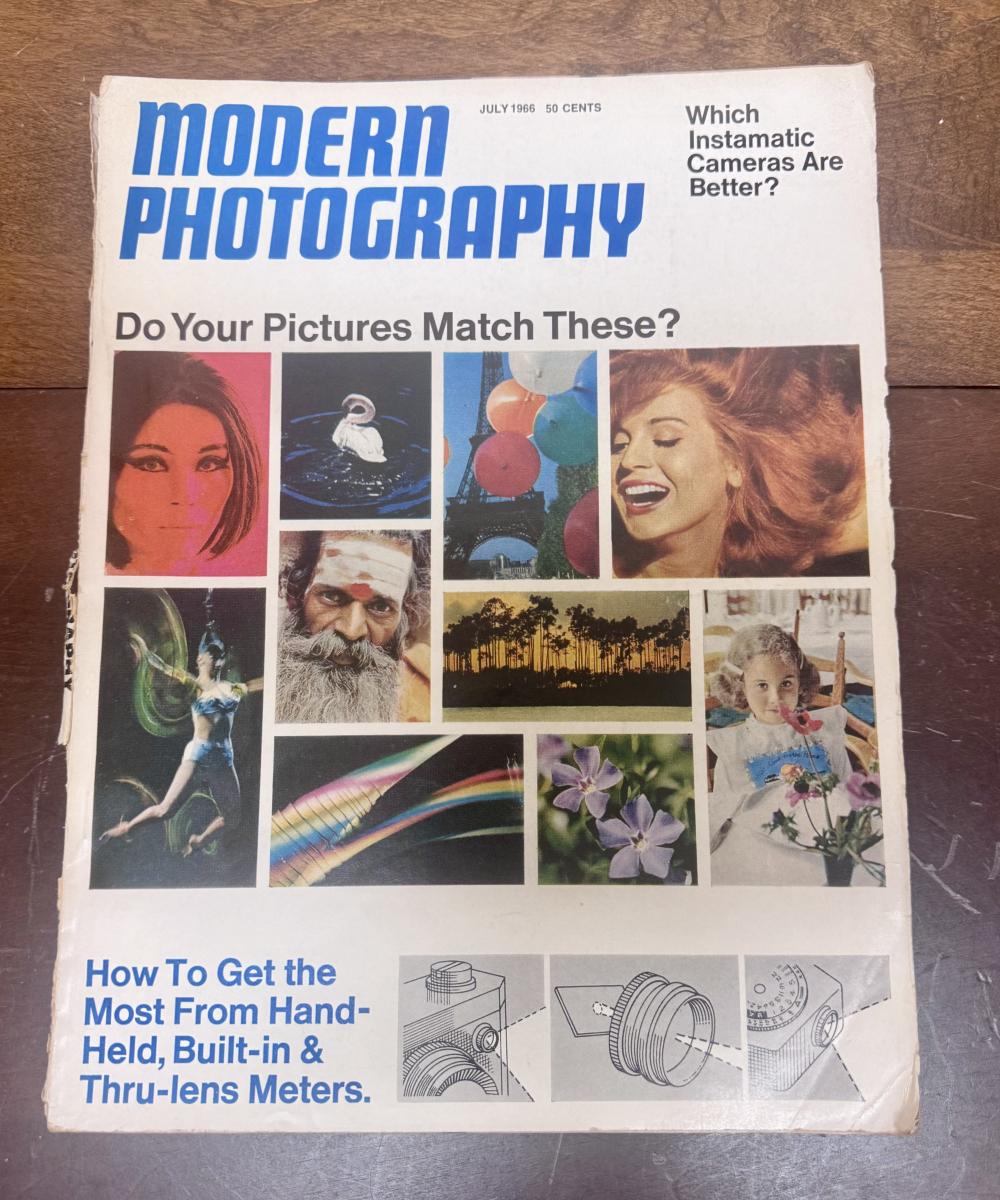 MODERN
PHOTOGRAPHY
JULY 1966 50 CENTS
Which
Instamatic
Cameras Are
Better?
Do Your Pictures Match These?
How To Get the
Most From Hand-
Held, Built-in &
Thru-lens Meters.